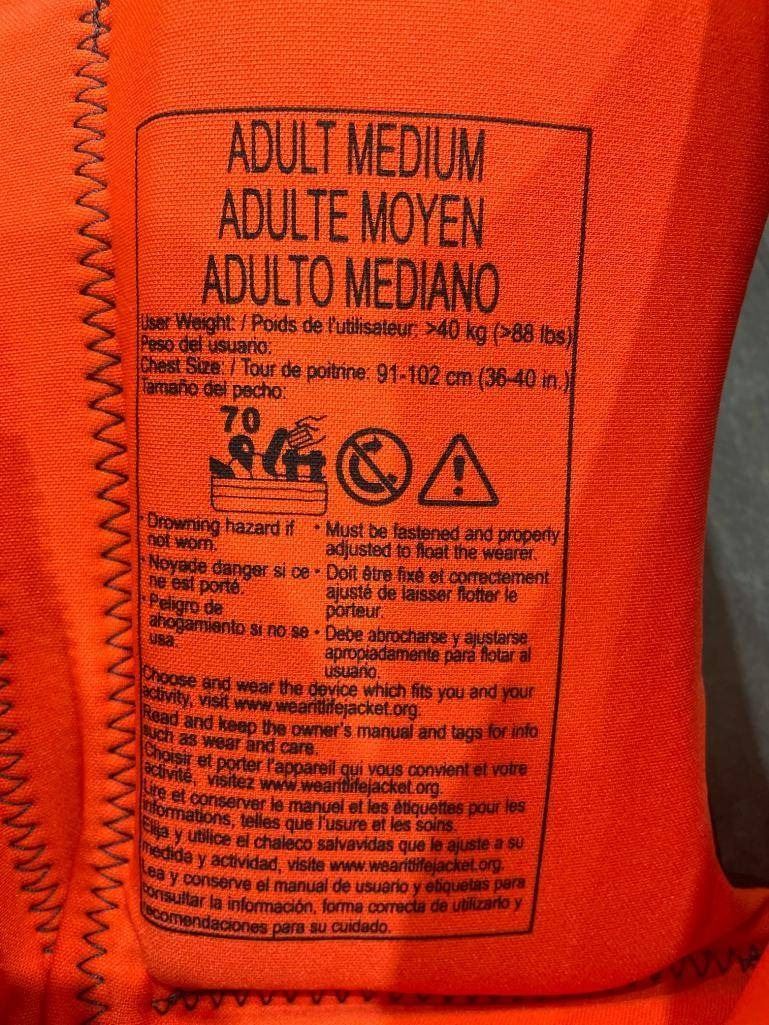 ADULT MEDIUM
ADULTE MOYEN
ADULTO MEDIANO
User Weight: / Poids de l'utilisateur: >40 kg (>88 lbs)
Peso del usuario:
Chest Size: / Tour de poitrine: 91-102 cm (36-40 in.)
Tamaño del pecho:
70
• Drowning hazard if
not worn.
• Noyade danger si ce
ne est porté.
• Peligro de
ahogamiento si no se
usa.
• Must be fastened and property
adjusted to float the wearer.
• Doit être fixé et correctement
ajusté de laisser flotter le
porteur.
• Debe abrocharse y ajustarse
apropiadamente para flotar al
usuario.
Choose and wear the device which fits you and your
activity, visit www.wearitlifejacket.org.
Read and keep the owner's manual and tags for info
such as wear and care.
Choisir et porter l'appareil qui vous convient et votre
activité, visitez www.wearitlifejacket.org.
Lire et conserver le manuel et les étiquettes pour les
informations, telles que l'usure et les soins.
Elija y utilice el chaleco salvavidas que le ajuste a su
medida y actividad, visite www.wearitlifejacket.org.
Lea y conserve el manual de usuario y etiquetas para
consultar la información, forma correcta de utilizarlo y
recomendaciones para su cuidado.